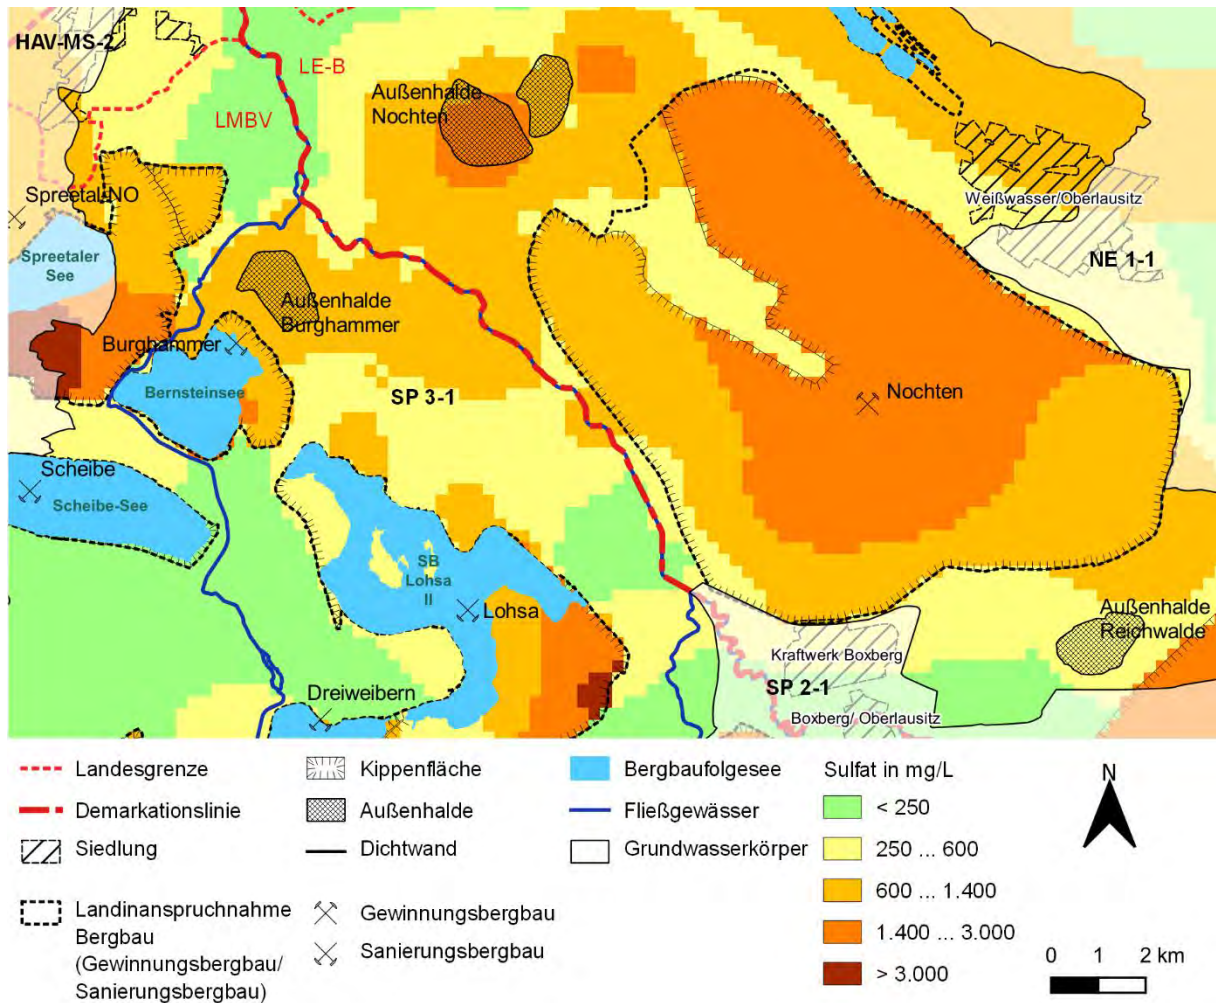 HAV-MS-2
LE-B
LMBV
Außenhalde
Nochten
Spreetal-NO
Spreetaler
See
Weißwasser/Oberlausitz
NE 1-1
Außenhalde
Burghammer
Burghammer
Bernsteinsee
SP 3-1
Nochten
Scheibe
Scheibe-See
SB
Lohsa
II
Lohsa
Außenhalde
Reichwalde
Kraftwerk Boxberg
SP 2-1
Dreiweibern
Boxberg/ Oberlausitz
Landesgrenze
Demarkationslinie
Siedlung
Landinanspruchnahme
Bergbau
(Gewinnungsbergbau/
Sanierungsbergbau)
Kippenfläche
Außenhalde
Dichtwand
Gewinnungsbergbau
Sanierungsbergbau
Bergbaufolgesee
Fließgewässer
Grundwasserkörper
Sulfat in mg/L
< 250
250 ... 600
600 ... 1.400
1.400 ... 3.000
> 3.000
N
0 1 2 km